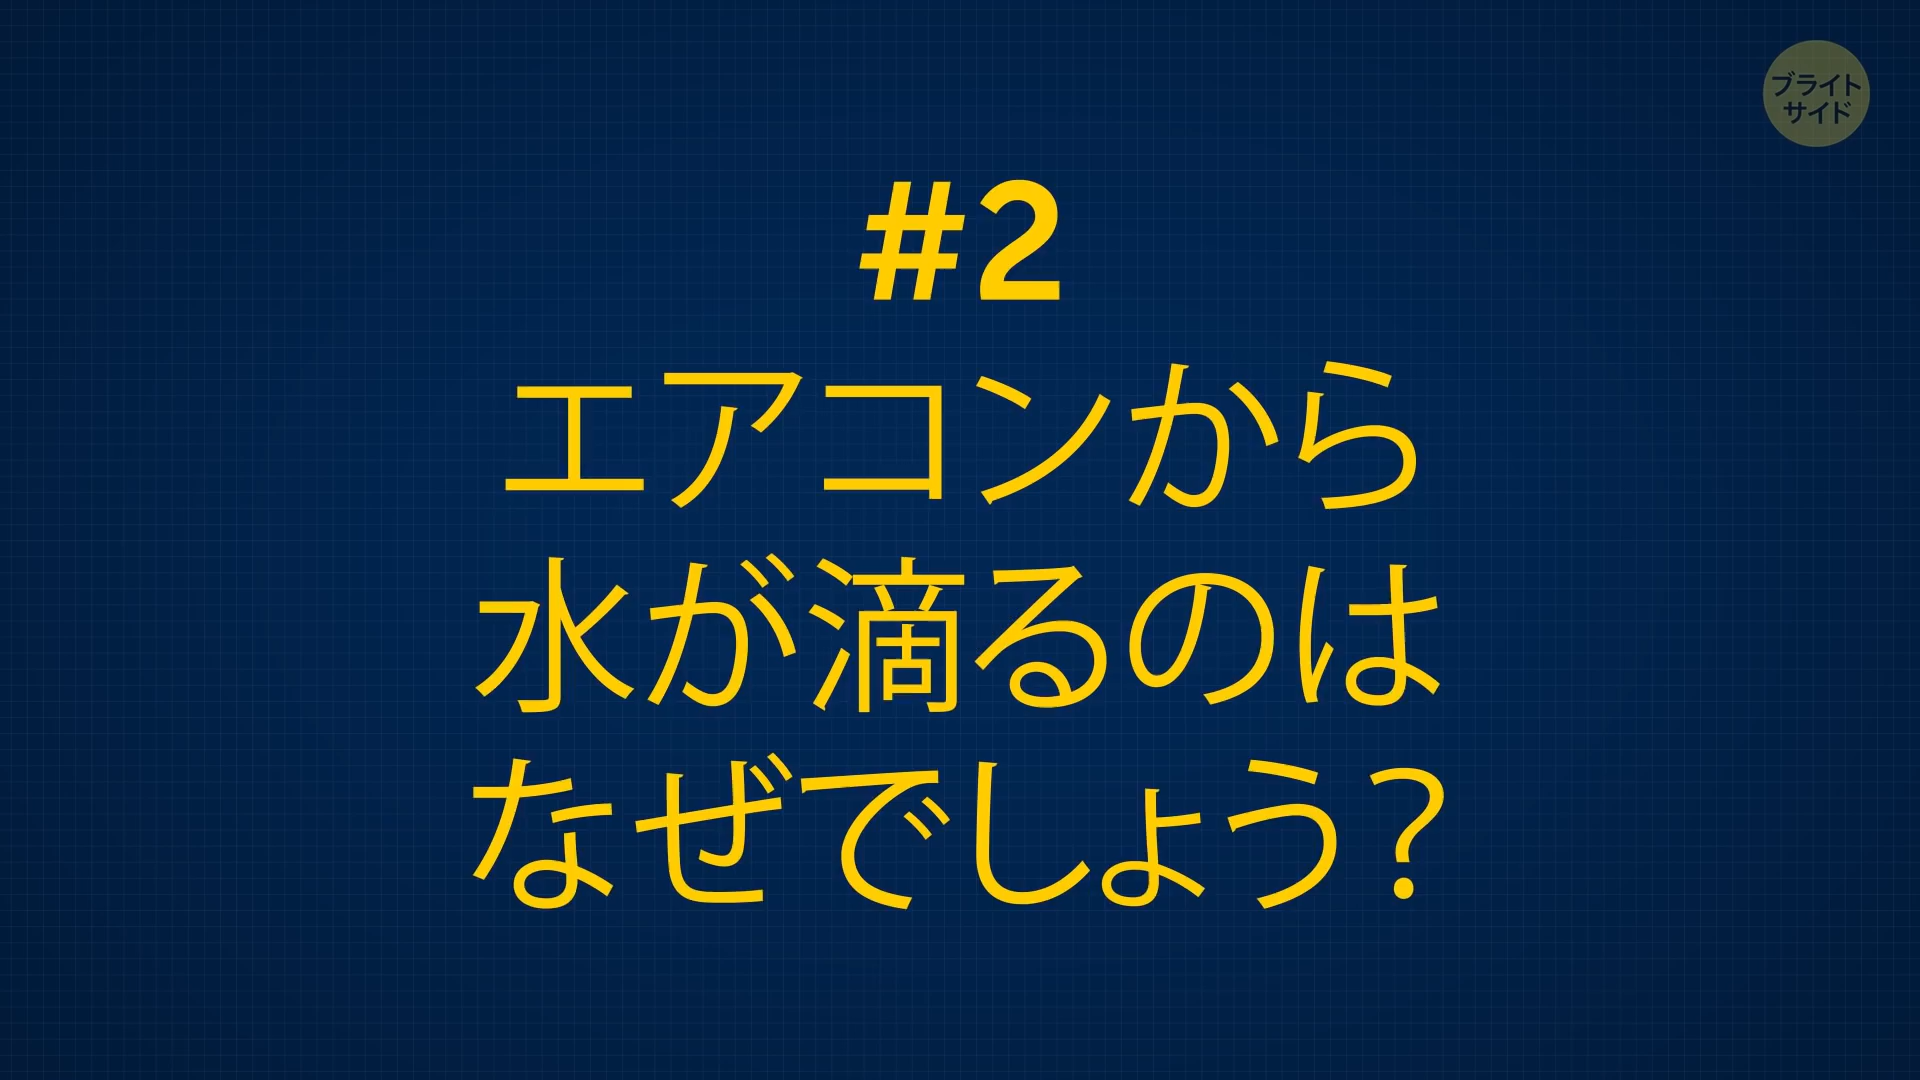 ブライト
サイド
#2
エアコンから
水が滴るのは
なぜでしょう?